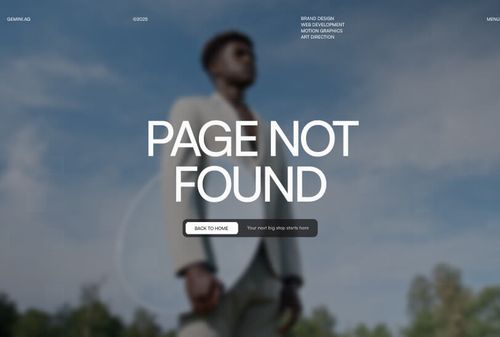 GEMINI.AG
©2025
BRAND DESIGN
WEB DEVELOPMENT
MOTION GRAPHICS
ART DIRECTION
MENU
PAGE NOT
FOUND
BACK TO HOME
Your next big step starts here